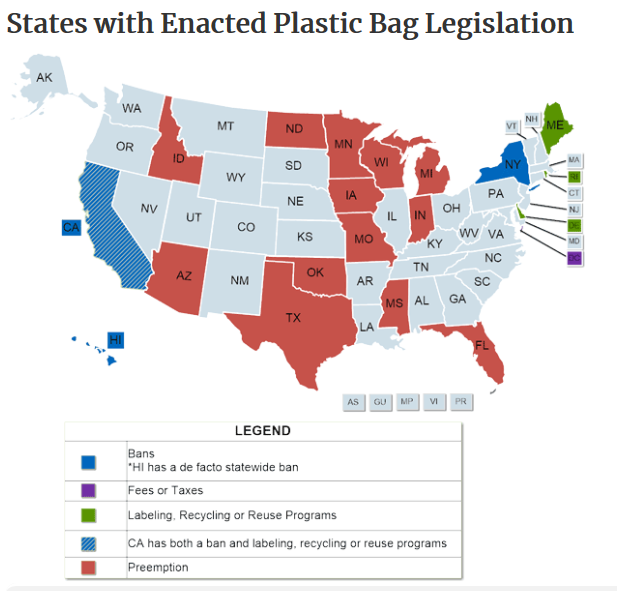 States with Enacted Plastic Bag Legislation
AK
WA
MT
ND
MN
VT
NH
ME
OR
ID
WY
SD
WI
MI
NY
MA
RI
CT
NJ
DE
MD
DC
CA
NV
UT
CO
NE
KS
IA
MO
IL
IN
OH
PA
KY
WV
VA
AZ
NM
OK
AR
TN
NC
SC
TX
LA
MS
AL
GA
FL
HI
AS
GU
MP
VI
PR
LEGEND
Bans
*HI has a de facto statewide ban
Fees or Taxes
Labeling, Recycling or Reuse Programs
CA has both a ban and labeling, recycling or reuse programs
Preemption